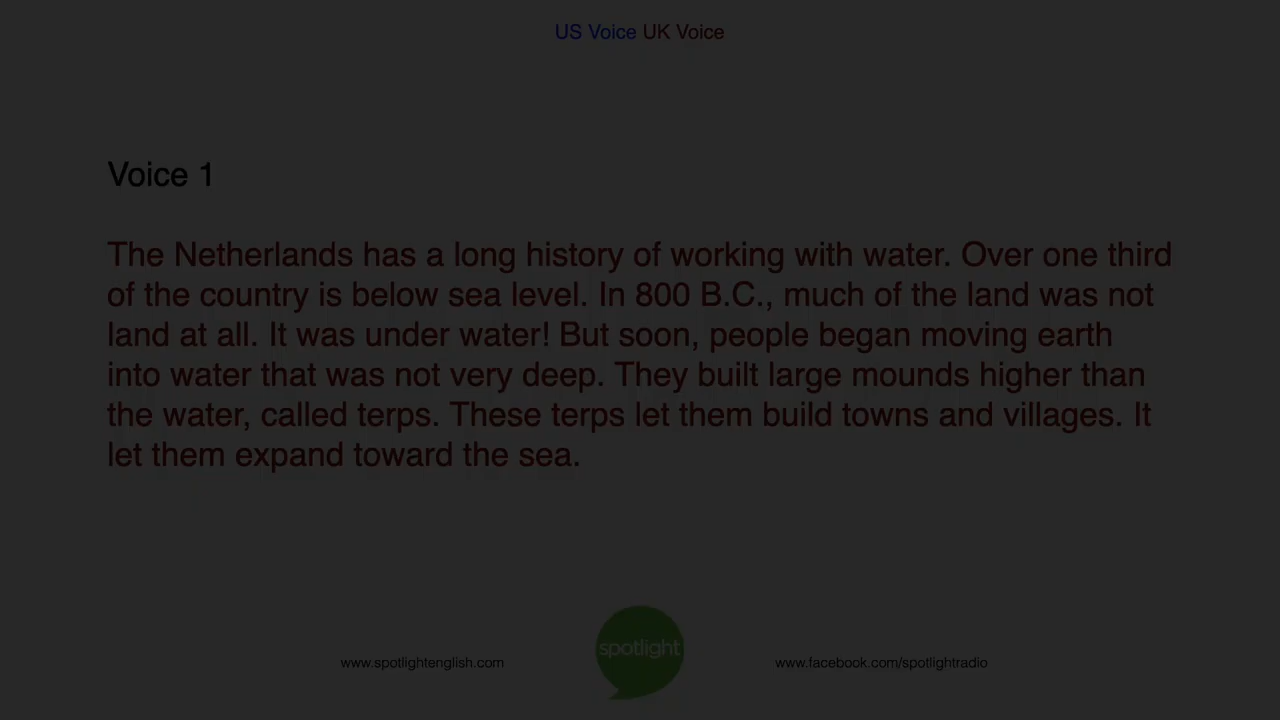 US Voice UK Voice
Voice 1
The Netherlands has a long history of working with water. Over one third
of the country is below sea level. In 800 B.C., much of the land was not
land at all. It was under water! But soon, people began moving earth
into water that was not very deep. They built large mounds higher than
the water, called terps. These terps let them build towns and villages. It
let them expand toward the sea.
spotlight
www.spotlightenglish.com
www.facebook.com/spotlightradio